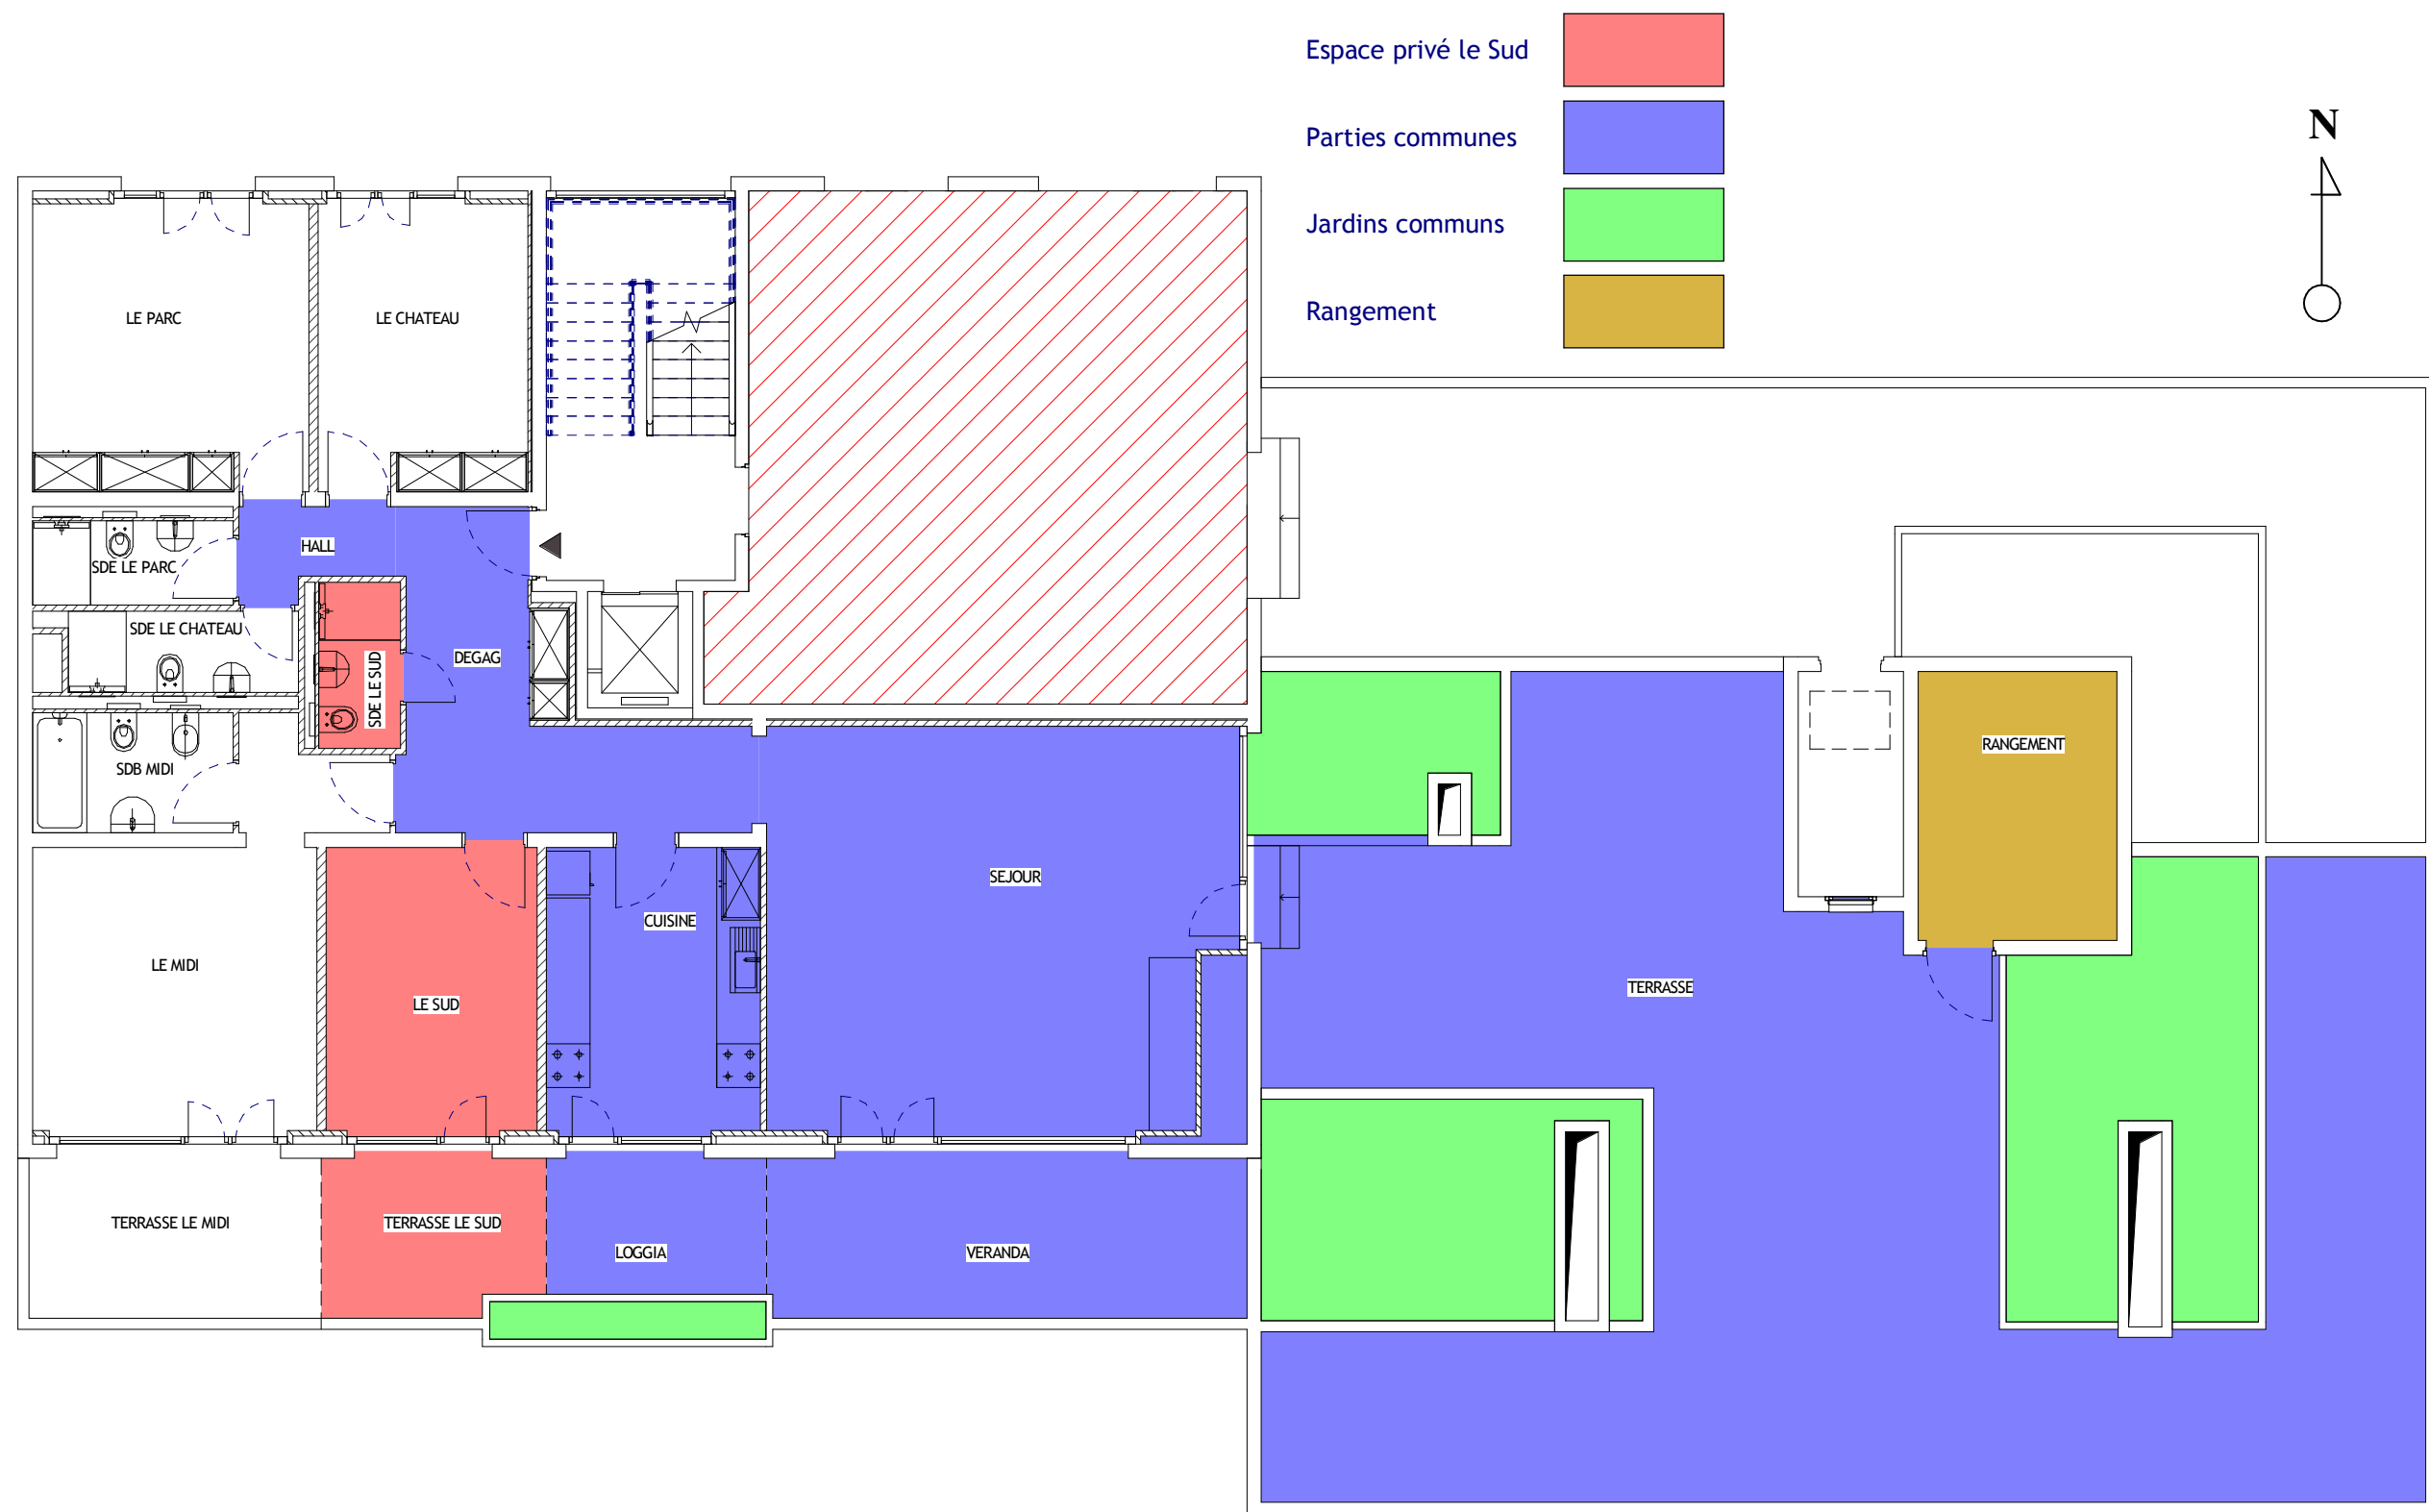 Espace privé le Sud
Parties communes
Jardins communs
Rangement
N
LE PARC
LE CHATEAU
HALL
SDE LE PARC
SDE LE CHATEAU
SDE LE SUD
DEGAG
SDB MIDI
RANGEMENT
SEJOUR
CUISINE
LE MIDI
LE SUD
TERRASSE
TERRASSE LE MIDI
TERRASSE LE SUD
LOGGIA
VERANDA